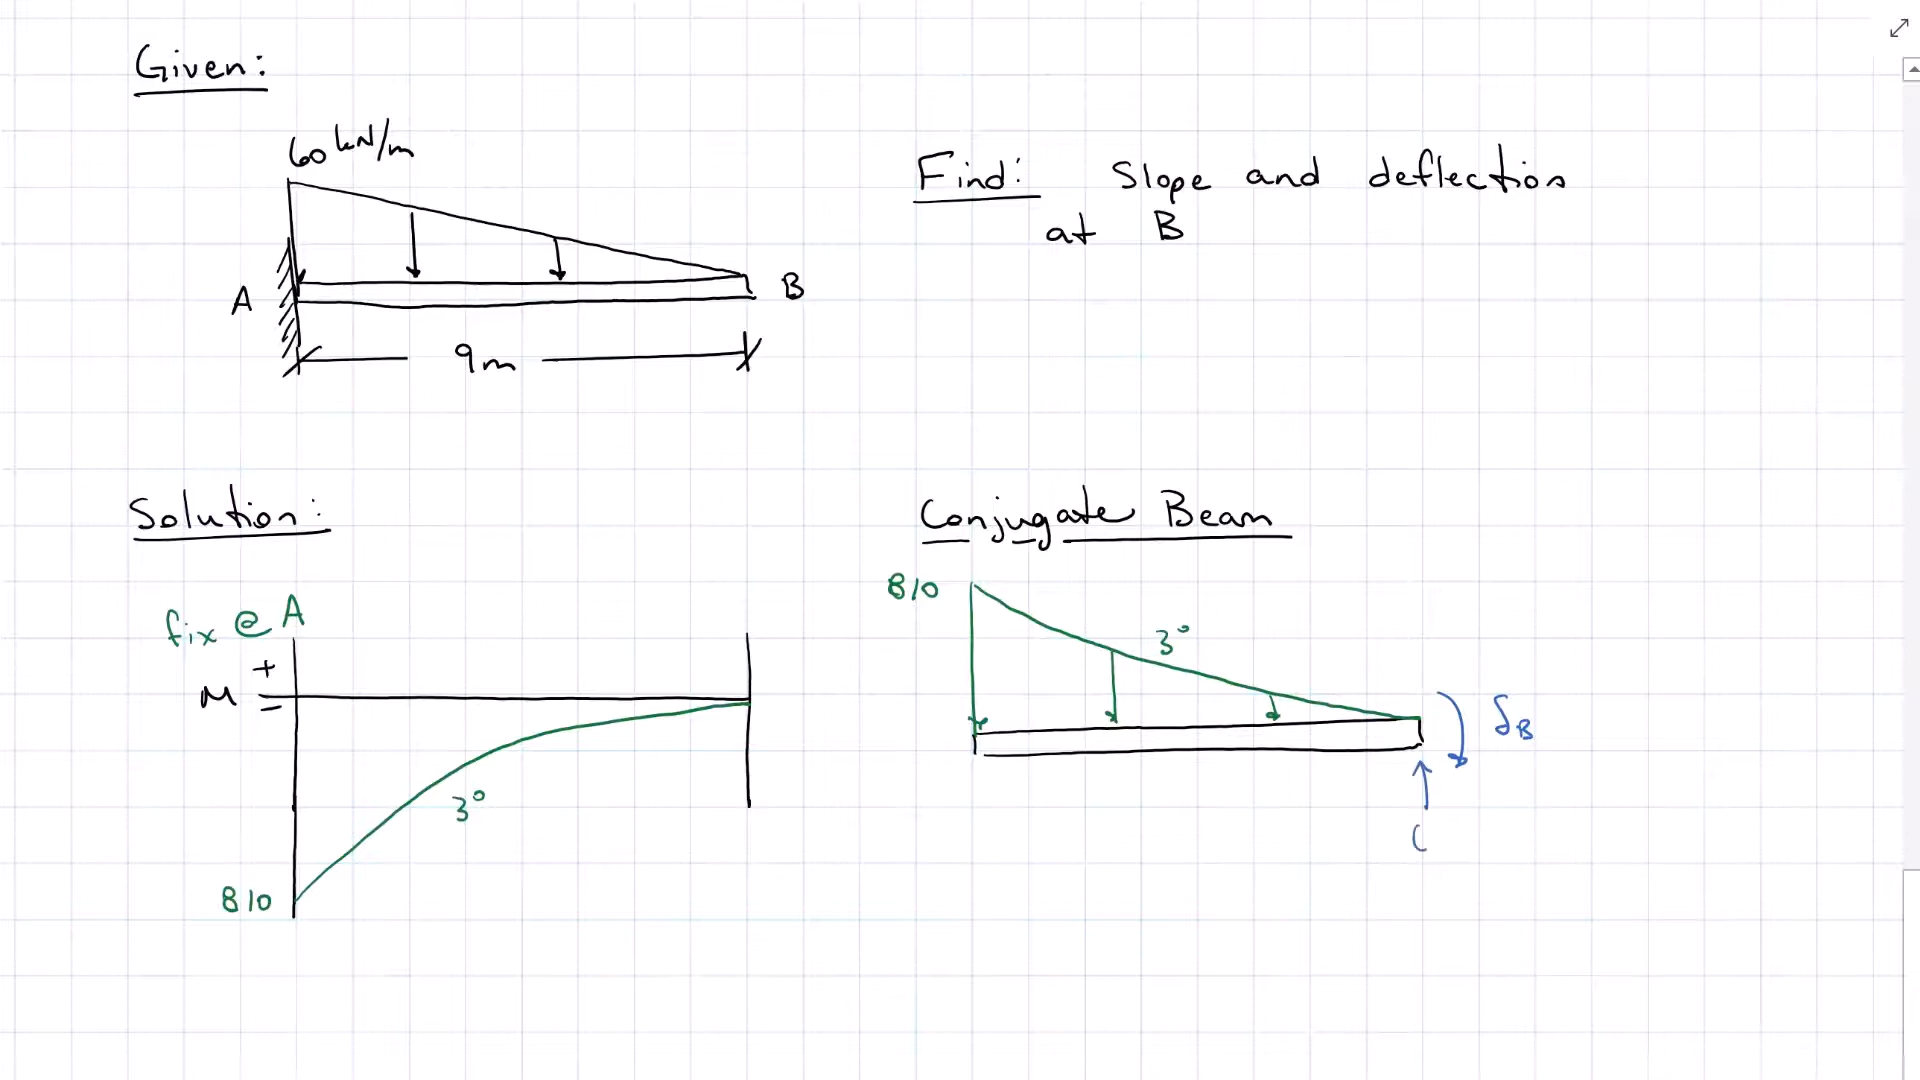 Given:
60 kN/m
A
B
9m
Find: Slope and deflection
at B
Solution:
fix @ A
+
M
-
3°
810
Conjugate Beam
810
3°
δB